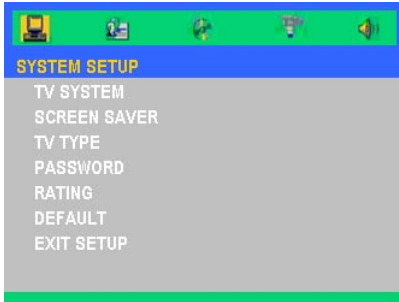 SYSTEM SETUP
TV SYSTEM
SCREEN SAVER
TV TYPE
PASSWORD
RATING
DEFAULT
EXIT SETUP